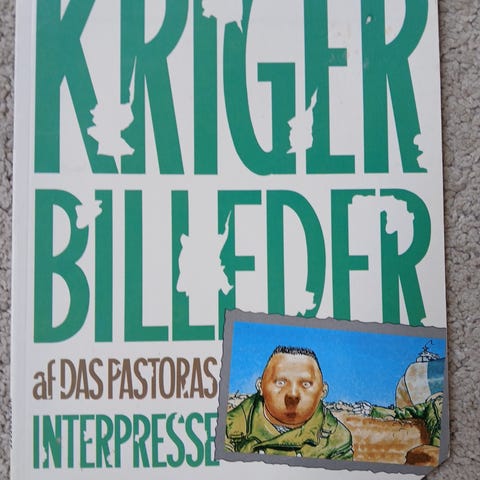 KRIGER
BILLEDER
af DAS PASTORAS
INTERPRESSE